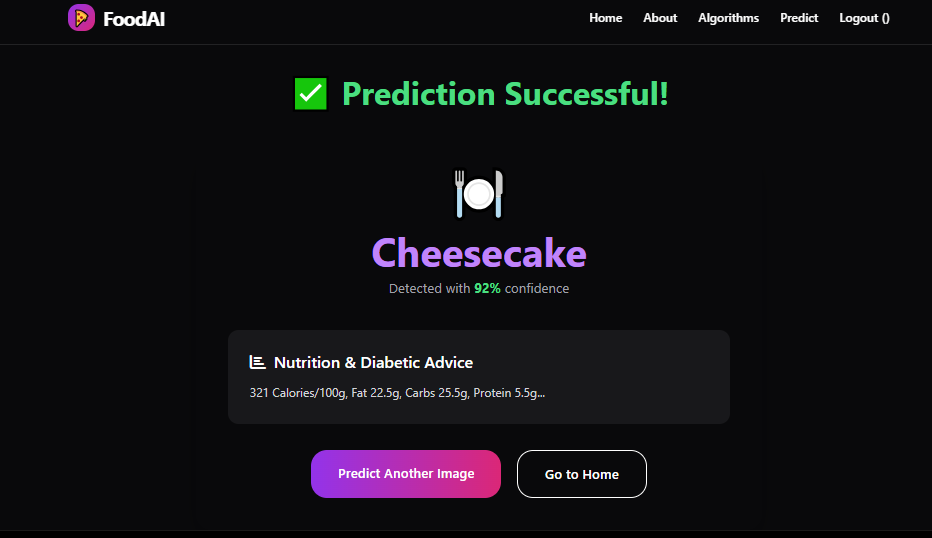 FoodAI
Home About Algorithms Predict Logout ()
Prediction Successful!
Cheesecake
Detected with 92% confidence
Nutrition & Diabetic Advice
321 Calories/100g, Fat 22.5g, Carbs 25.5g, Protein 5.5g...
Predict Another Image
Go to Home